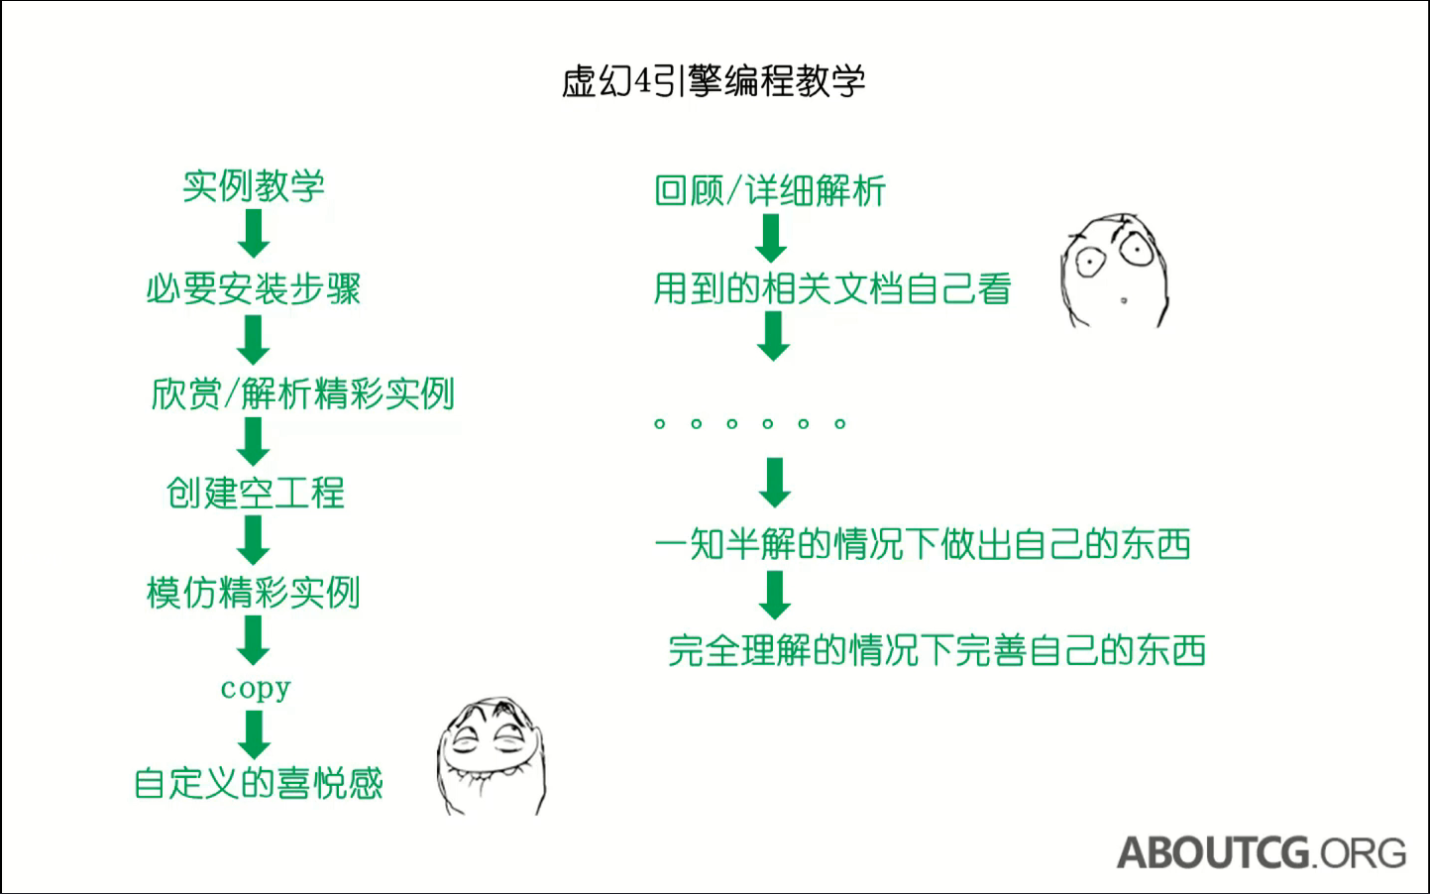 虚幻4引擎编程教学
实例教学
必要安装步骤
欣赏/解析精彩实例
创建空工程
模仿精彩实例
copy
自定义的喜悦感
回顾/详细解析
用到的相关文档自己看
。。。。。。
一知半解的情况下做出自己的东西
完全理解的情况下完善自己的东西
ABOUTCG.ORG